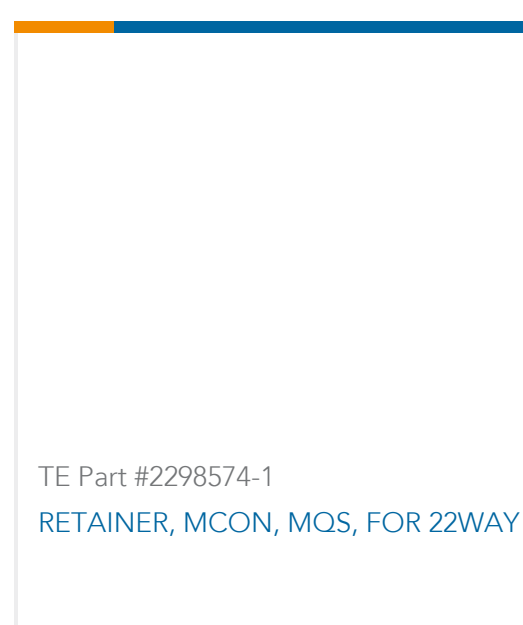 TE Part #2298574-1
RETAINER, MCON, MQS, FOR 22WAY